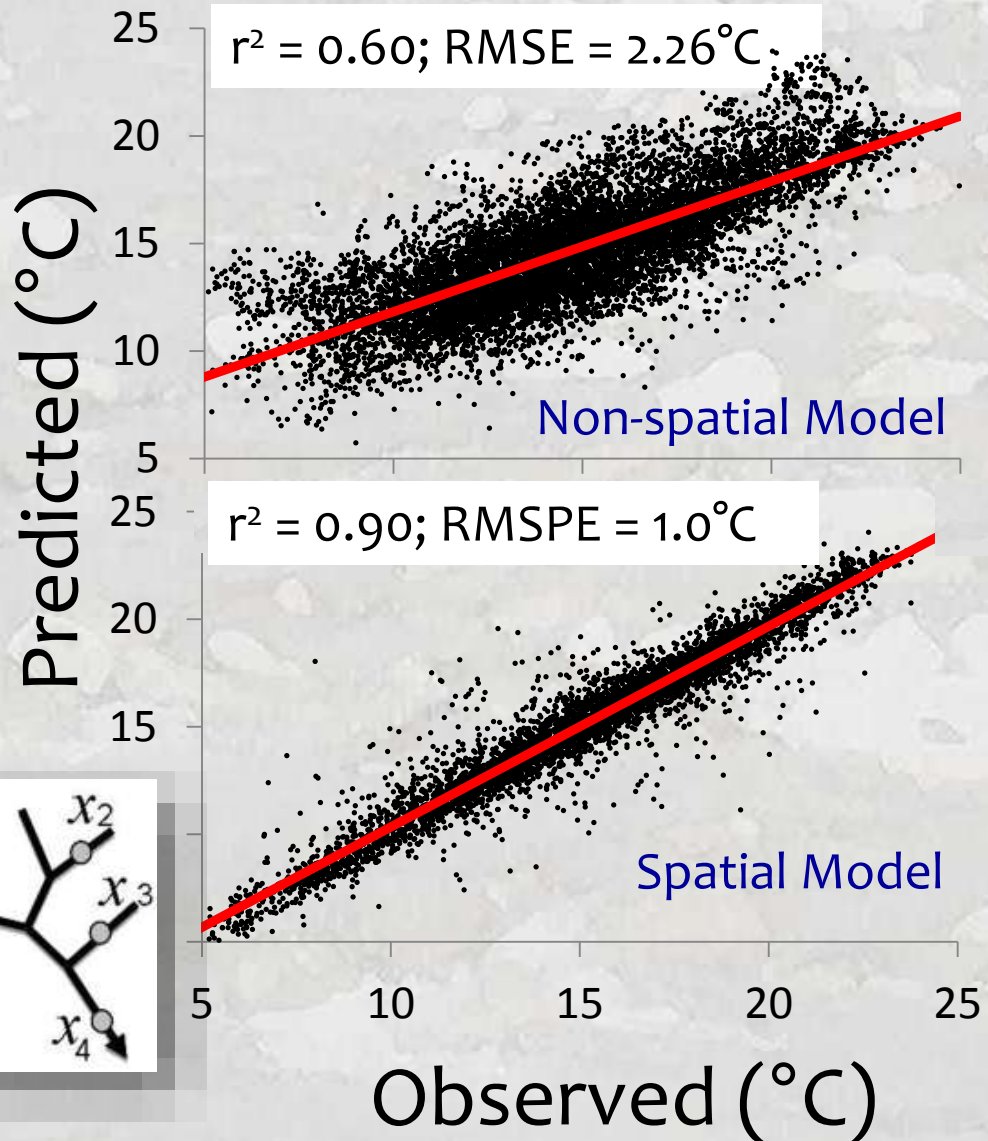 25
r² = 0.60; RMSE = 2.26°C
20
15
10
5
Non-spatial Model
Predicted (°C)
25
r² = 0.90; RMSPE = 1.0°C
20
15
Spatial Model
x2
x3
x4
5 10 15 20 25
Observed (°C)